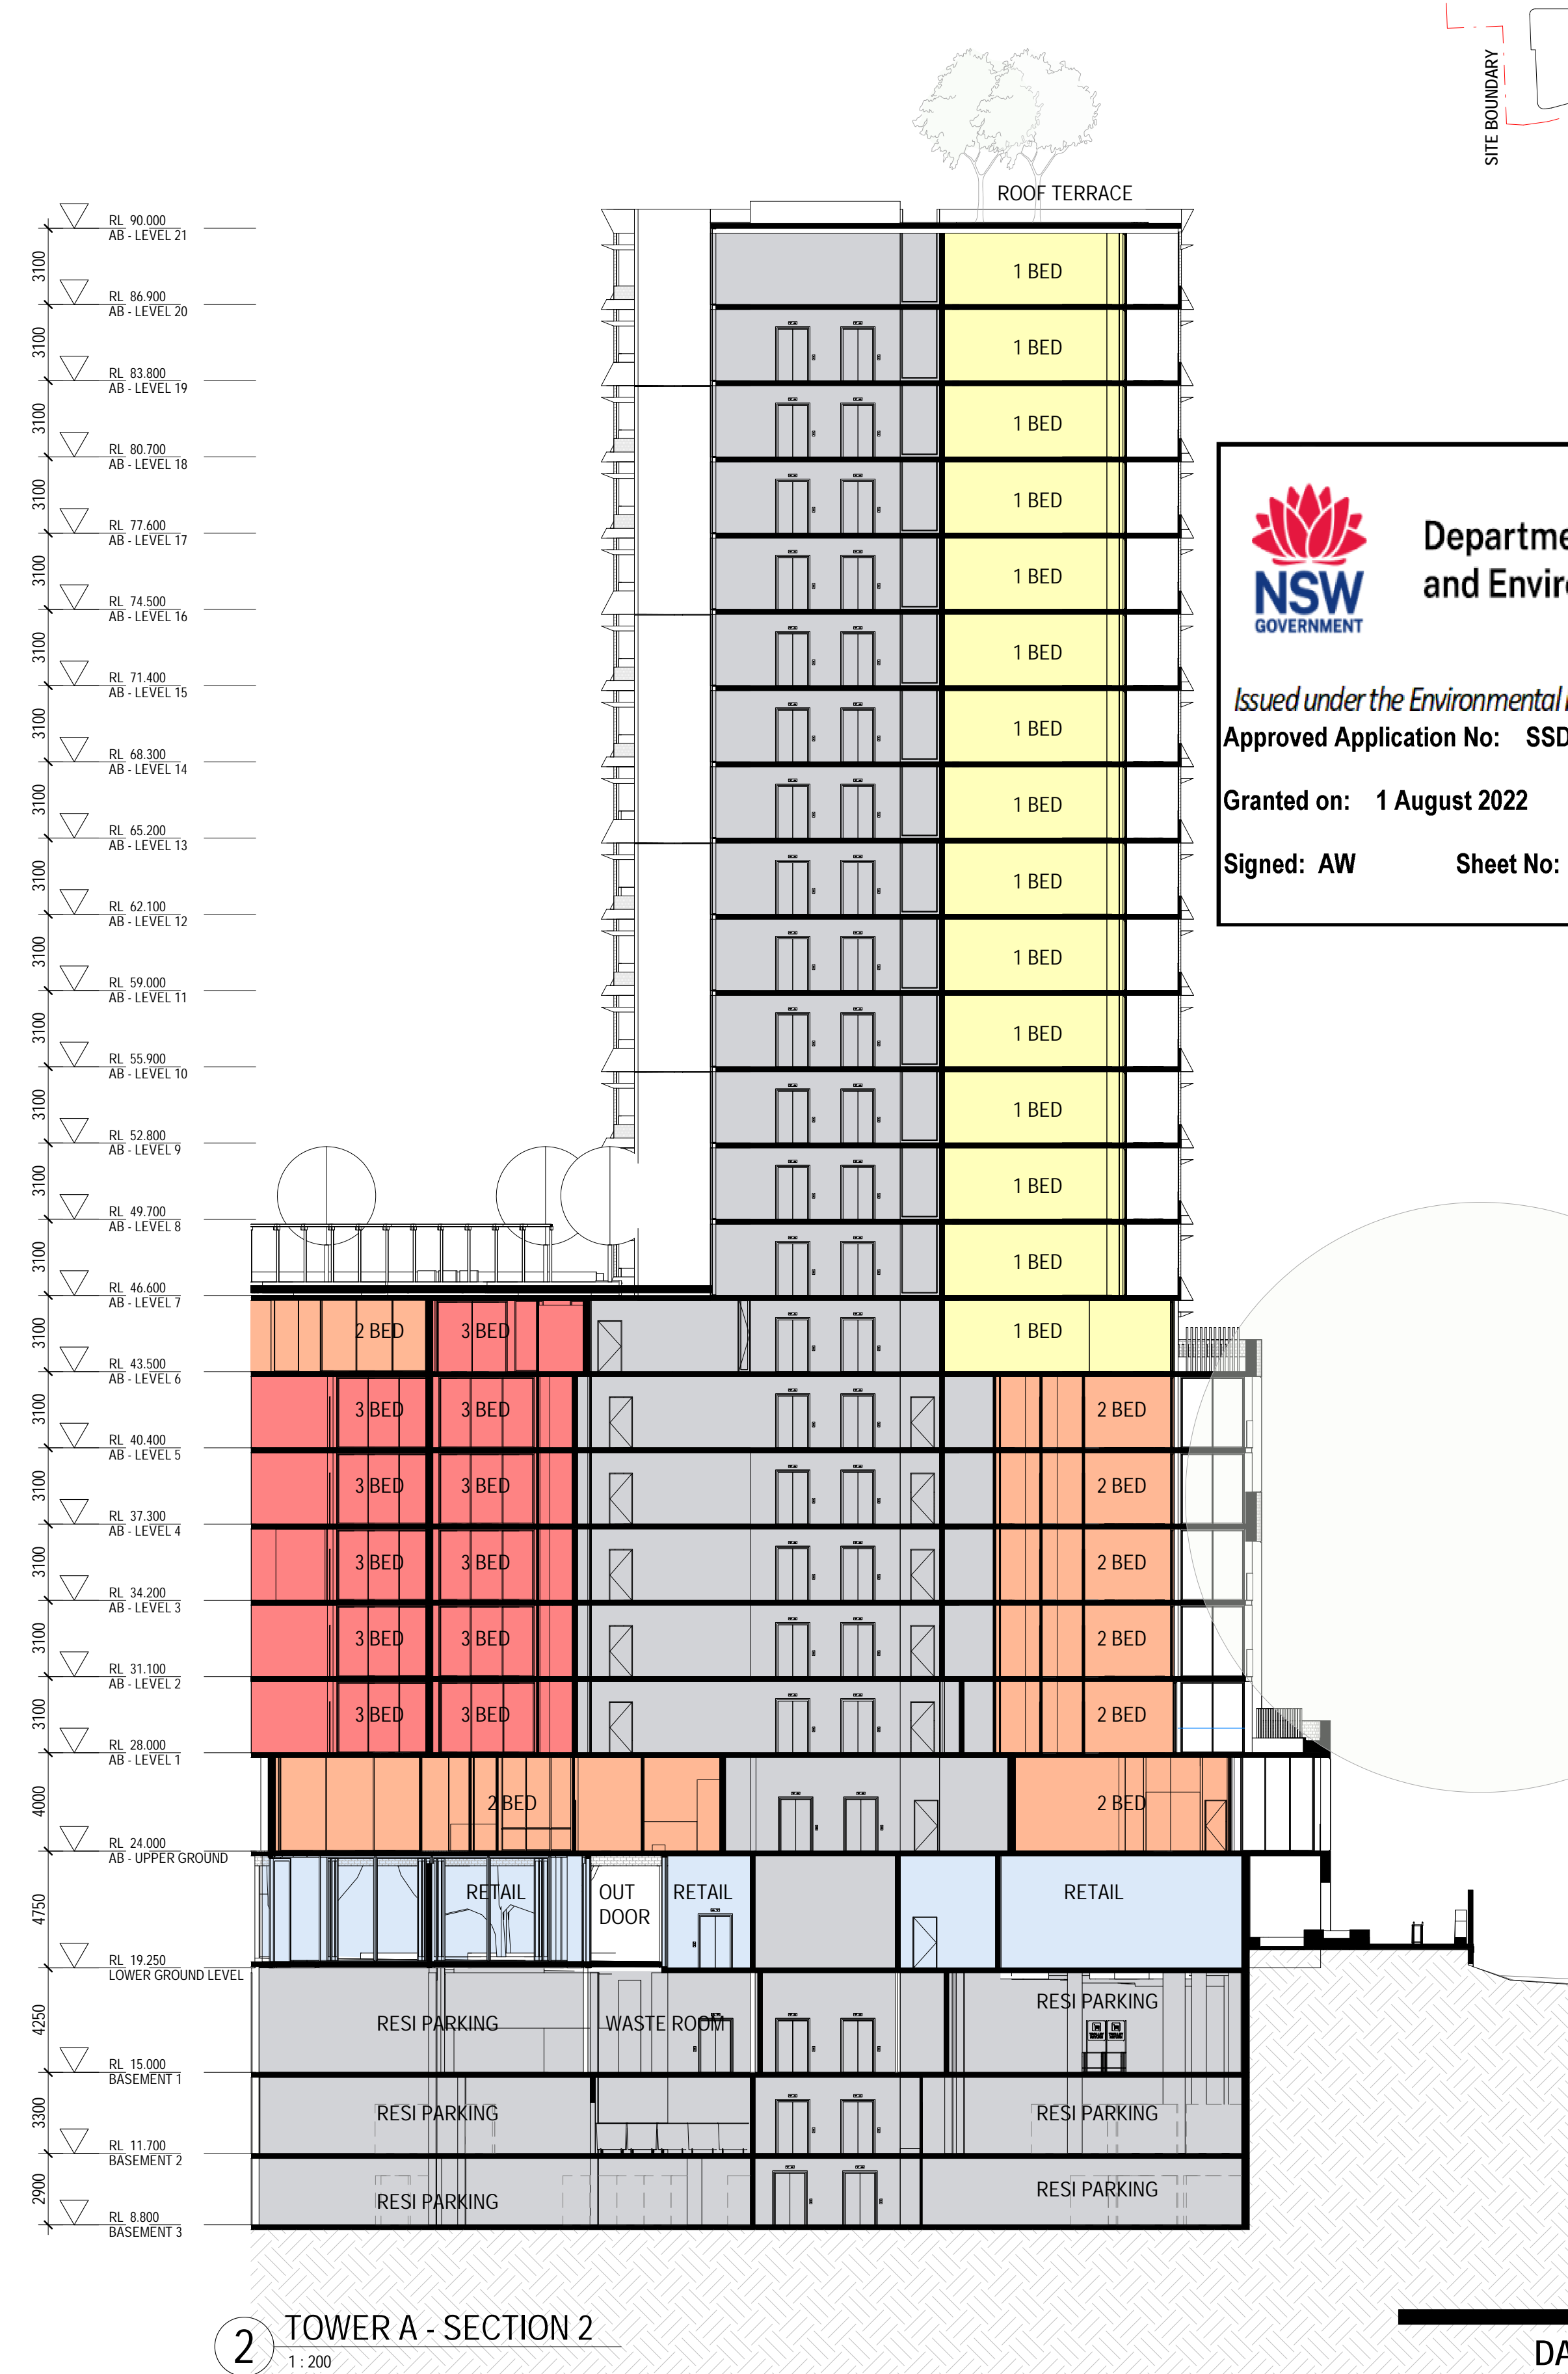 SITE BOUNDARY
ROOF TERRACE
RL 90.000
AB - LEVEL 21
3100
1 BED
RL 86.900
AB - LEVEL 20
3100
1 BED
RL 83.800
AB - LEVEL 19
3100
1 BED
RL 80.700
AB - LEVEL 18
3100
1 BED
RL 77.600
AB - LEVEL 17
3100
1 BED
RL 74.500
AB - LEVEL 16
3100
1 BED
RL 71.400
AB - LEVEL 15
3100
1 BED
RL 68.300
AB - LEVEL 14
3100
1 BED
RL 65.200
AB - LEVEL 13
3100
1 BED
RL 62.100
AB - LEVEL 12
3100
1 BED
RL 59.000
AB - LEVEL 11
3100
1 BED
RL 55.900
AB - LEVEL 10
3100
1 BED
RL 52.800
AB - LEVEL 9
3100
1 BED
RL 49.700
AB - LEVEL 8
3100
1 BED
RL 46.600
AB - LEVEL 7
3100
2 BED 3 BED 1 BED
RL 43.500
AB - LEVEL 6
3100
3 BED 3 BED 2 BED
RL 40.400
AB - LEVEL 5
3100
3 BED 3 BED 2 BED
RL 37.300
AB - LEVEL 4
3100
3 BED 3 BED 2 BED
RL 34.200
AB - LEVEL 3
3100
3 BED 3 BED 2 BED
RL 31.100
AB - LEVEL 2
3100
3 BED 3 BED 2 BED
RL 28.000
AB - LEVEL 1
4000
2 BED 2 BED
RL 24.000
AB - UPPER GROUND
4750
RETAIL OUT RETAIL RETAIL
DOOR
RL 19.250
LOWER GROUND LEVEL
4250
RESI PARKING WASTE ROOM RESI PARKING
RL 15.000
BASEMENT 1
3300
RESI PARKING RESI PARKING
RL 11.700
BASEMENT 2
2900
RESI PARKING RESI PARKING
RL 8.800
BASEMENT 3
NSW
GOVERNMENT
and
Issued under the Environmental
Approved Application No: SSD
Granted on: 1 August 2022
Signed: AW Sheet No:
2 TOWER A - SECTION 2
1 : 200